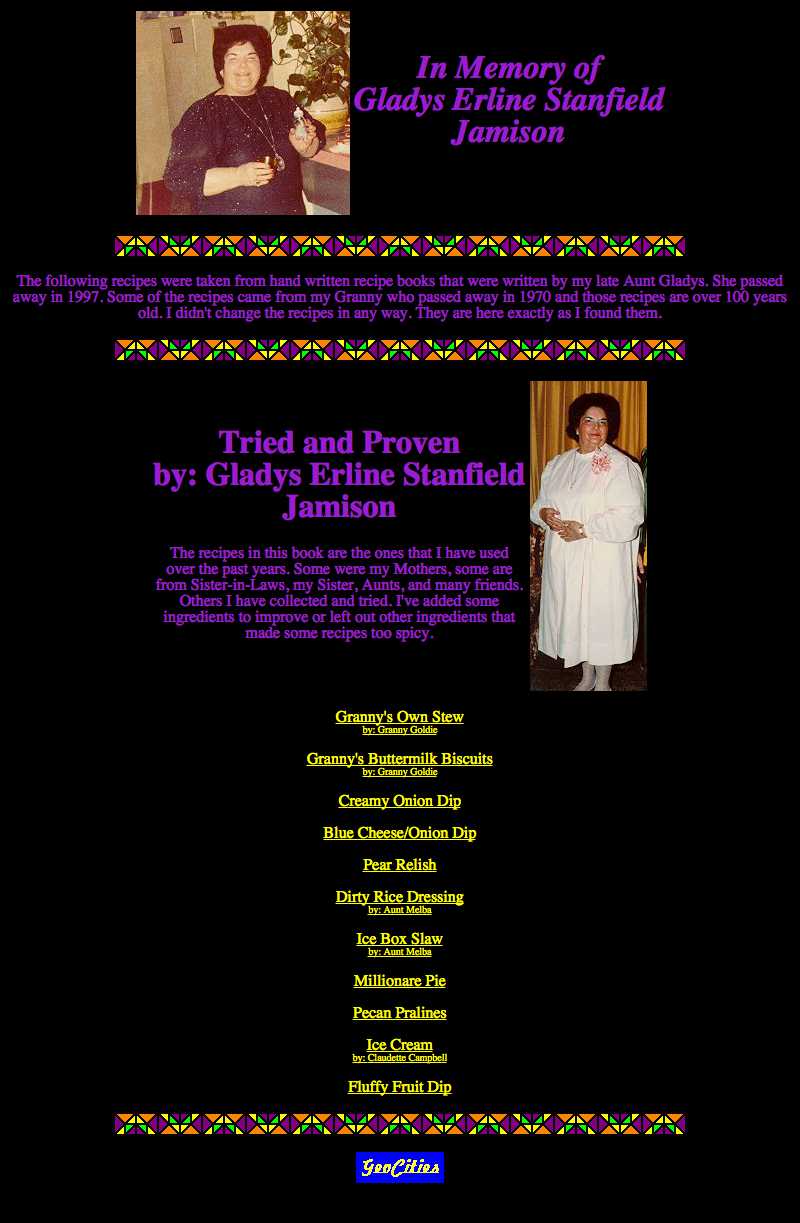 In Memory of
Gladys Erline Stanfield
Jamison
The following recipes were taken from hand written recipe books that were written by my late Aunt Gladys. She passed
away in 1997. Some of the recipes came from my Granny who passed away in 1970 and those recipes are over 100 years
old. I didn't change the recipes in any way. They are here exactly as I found them.
Tried and Proven
by: Gladys Erline Stanfield
Jamison
The recipes in this book are the ones that I have used
over the past years. Some were my Mothers, some are
from Sister-in-Laws, my Sister, Aunts, and many friends.
Others I have collected and tried. I've added some
ingredients to improve or left out other ingredients that
made some recipes too spicy.
Granny's Own Stew
by: Granny Goldie
Granny's Buttermilk Biscuits
by: Granny Goldie
Creamy Onion Dip
Blue Cheese/Onion Dip
Pear Relish
Dirty Rice Dressing
by: Aunt Melba
Ice Box Slaw
by: Aunt Melba
Millionare Pie
Pecan Pralines
Ice Cream
by: Claudette Campbell
Fluffy Fruit Dip
GeoCities